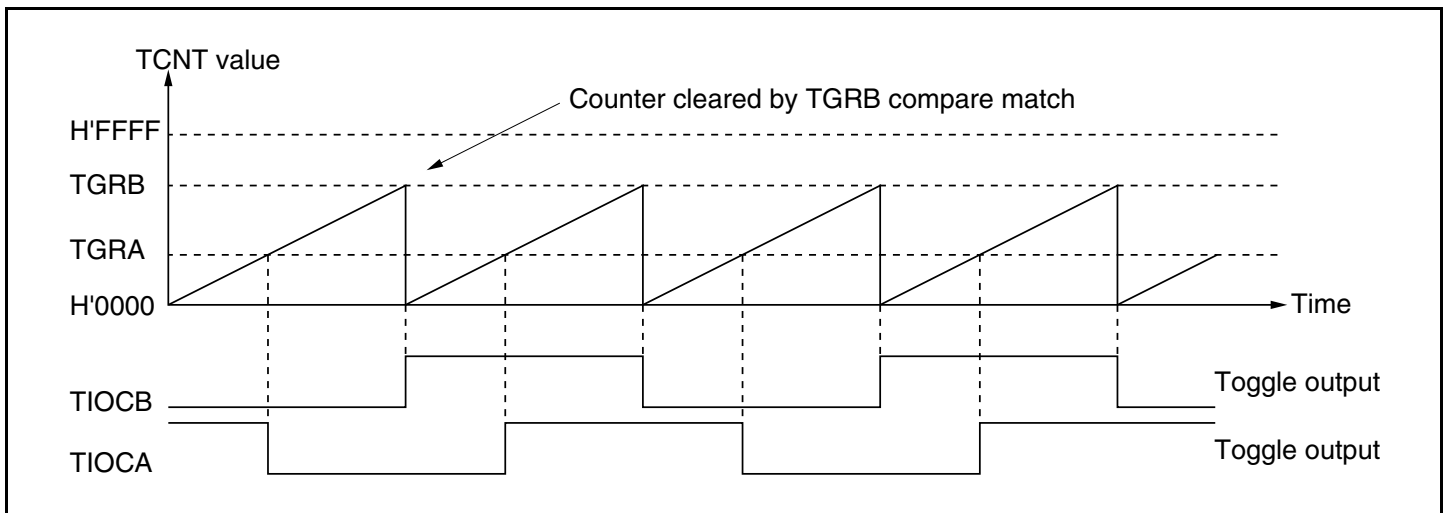 TCNT value
Counter cleared by TGRB compare match
H'FFFF
TGRB
TGRA
H'0000
Time
Toggle output
TIOCB
Toggle output
TIOCA